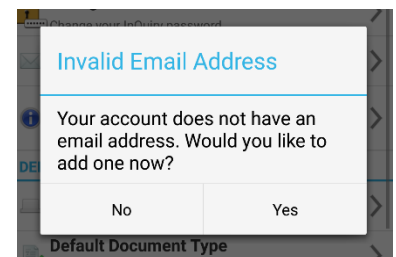 Change your InQuiry password
Invalid Email Address
Your account does not have an
email address. Would you like to
add one now?
No
Yes
Default Document Type